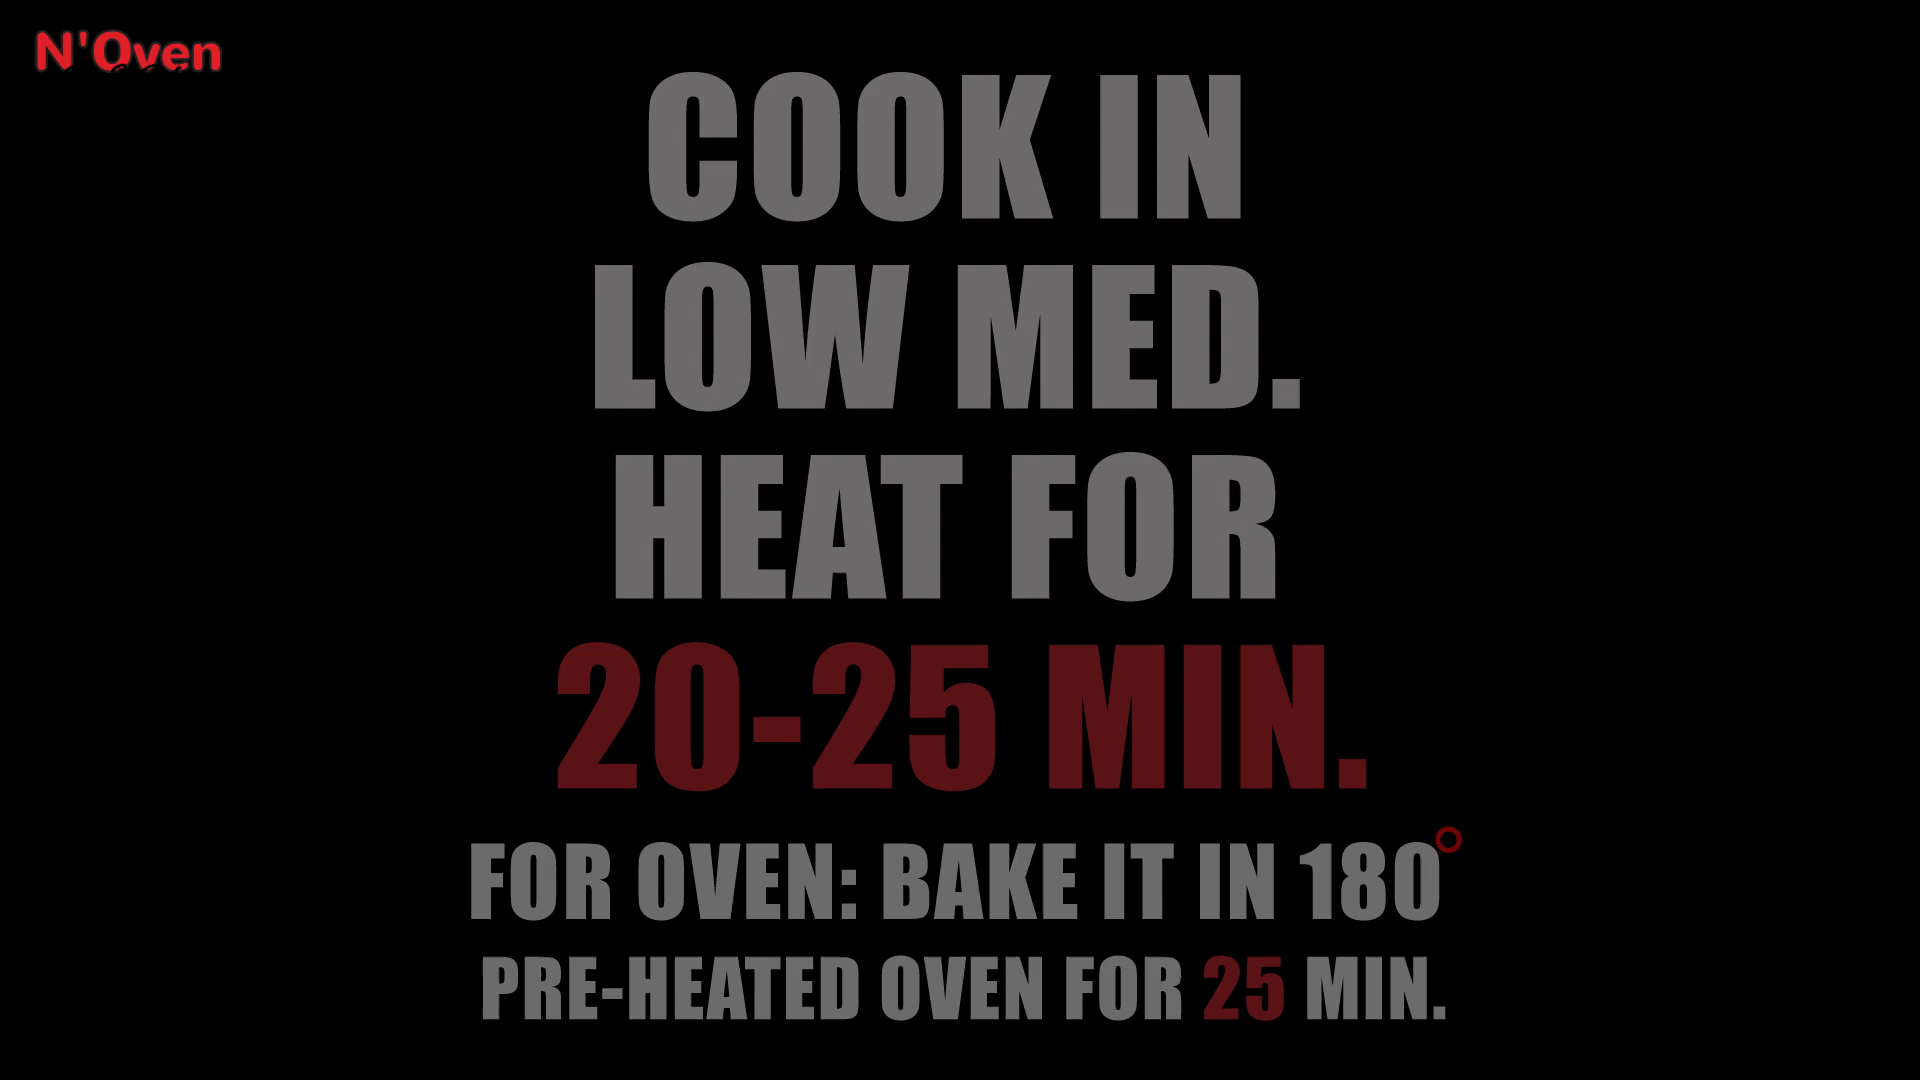 N'Oven
COOK IN
LOW MED.
HEAT FOR
20-25 MIN.
FOR OVEN: BAKE IT IN 180°
PRE-HEATED OVEN FOR 25 MIN.